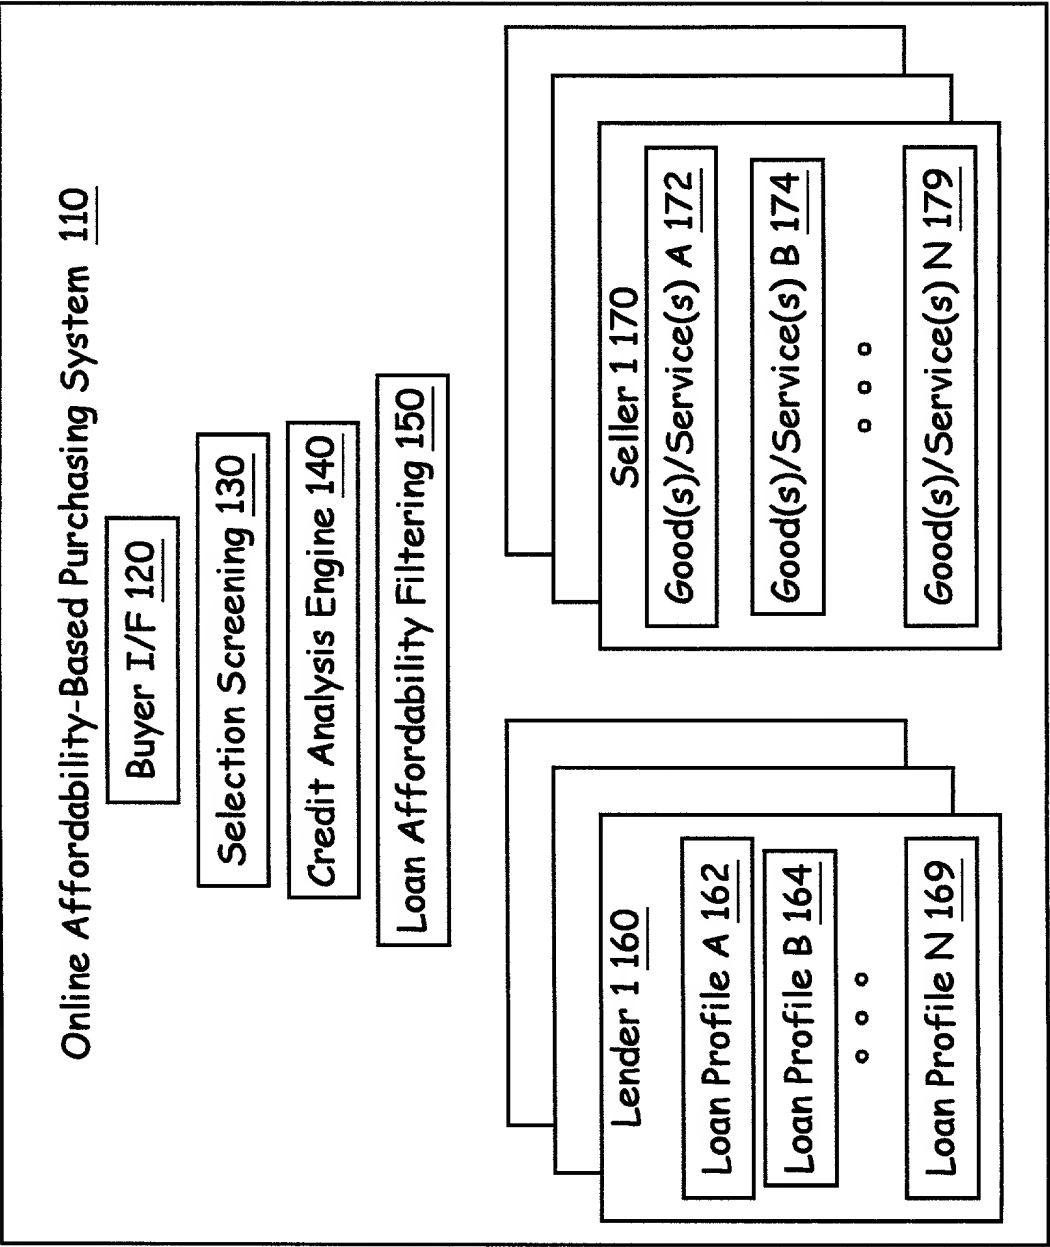 Online Affordability-Based Purchasing System 110
Buyer I/F 120
Selection Screening 130
Credit Analysis Engine 140
Loan Affordability Filtering 150
Lender 1 160
Loan Profile A 162
Loan Profile B 164
Loan Profile N 169
Seller 1 170
Good(s)/Service(s) A 172
Good(s)/Service(s) B 174
Good(s)/Service(s) N 179